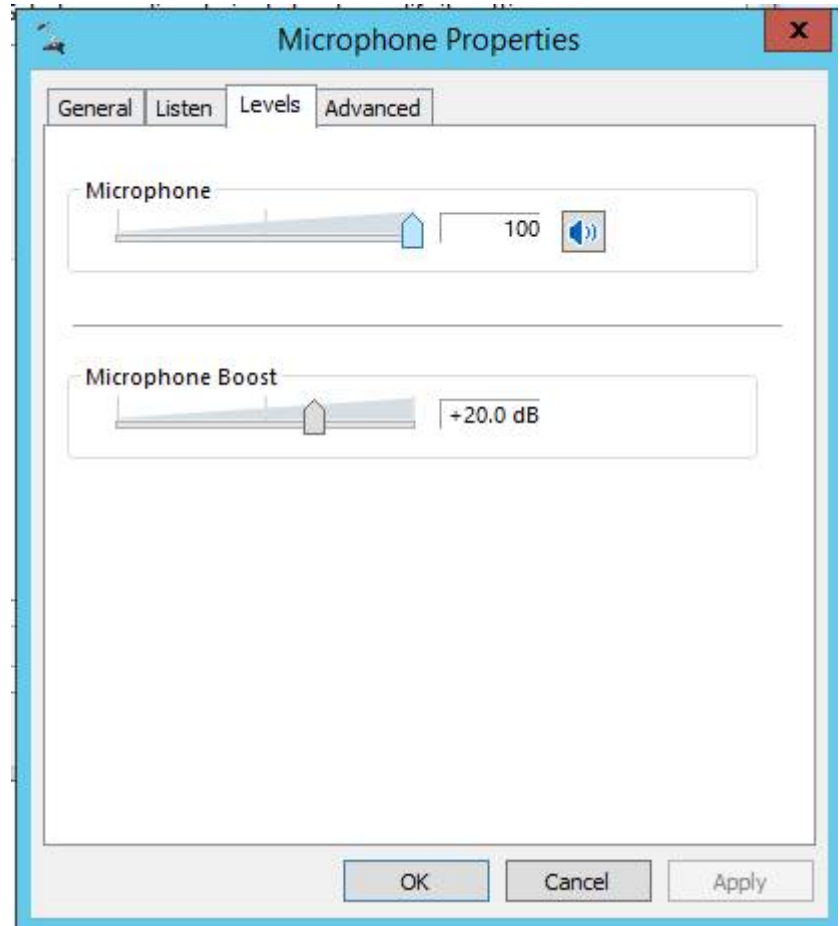 Microphone Properties
x
General Listen Levels Advanced
Microphone
100
Microphone Boost
+20.0 dB
OK Cancel Apply